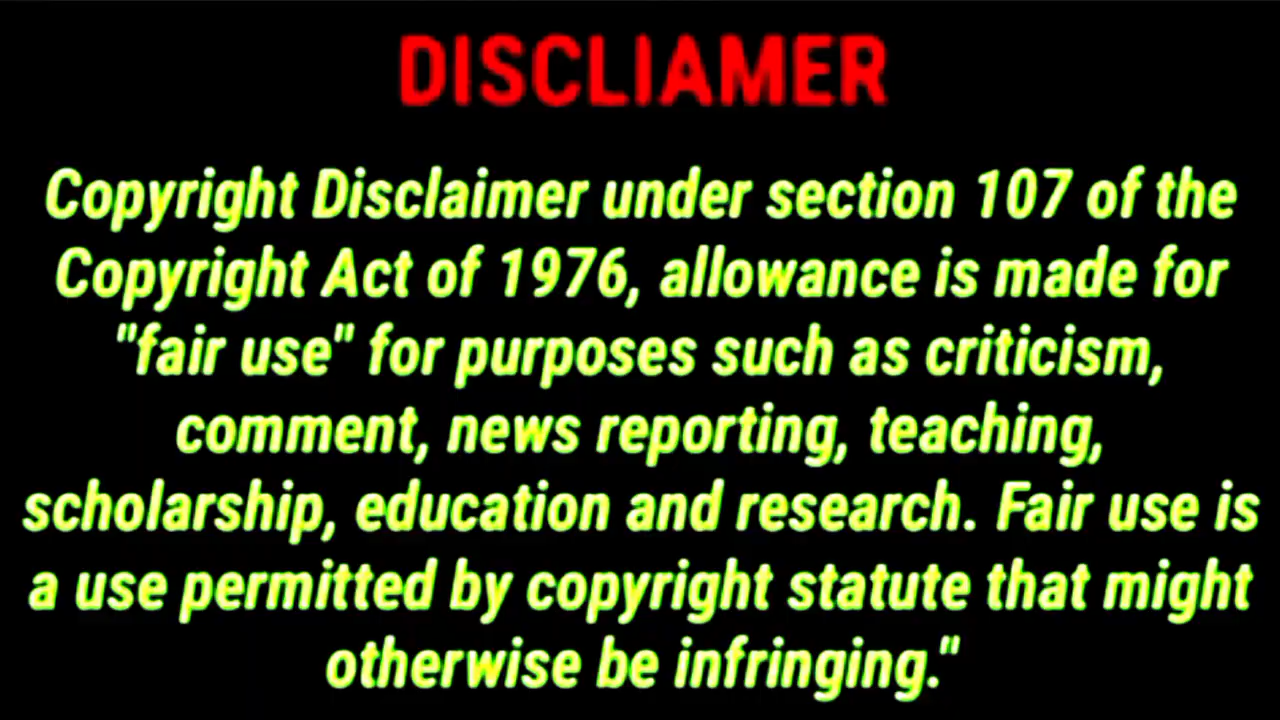 DISCLIAMER
Copyright Disclaimer under section 107 of the
Copyright Act of 1976, allowance is made for
"fair use" for purposes such as criticism,
comment, news reporting, teaching,
scholarship, education and research. Fair use is
a use permitted by copyright statute that might
otherwise be infringing."